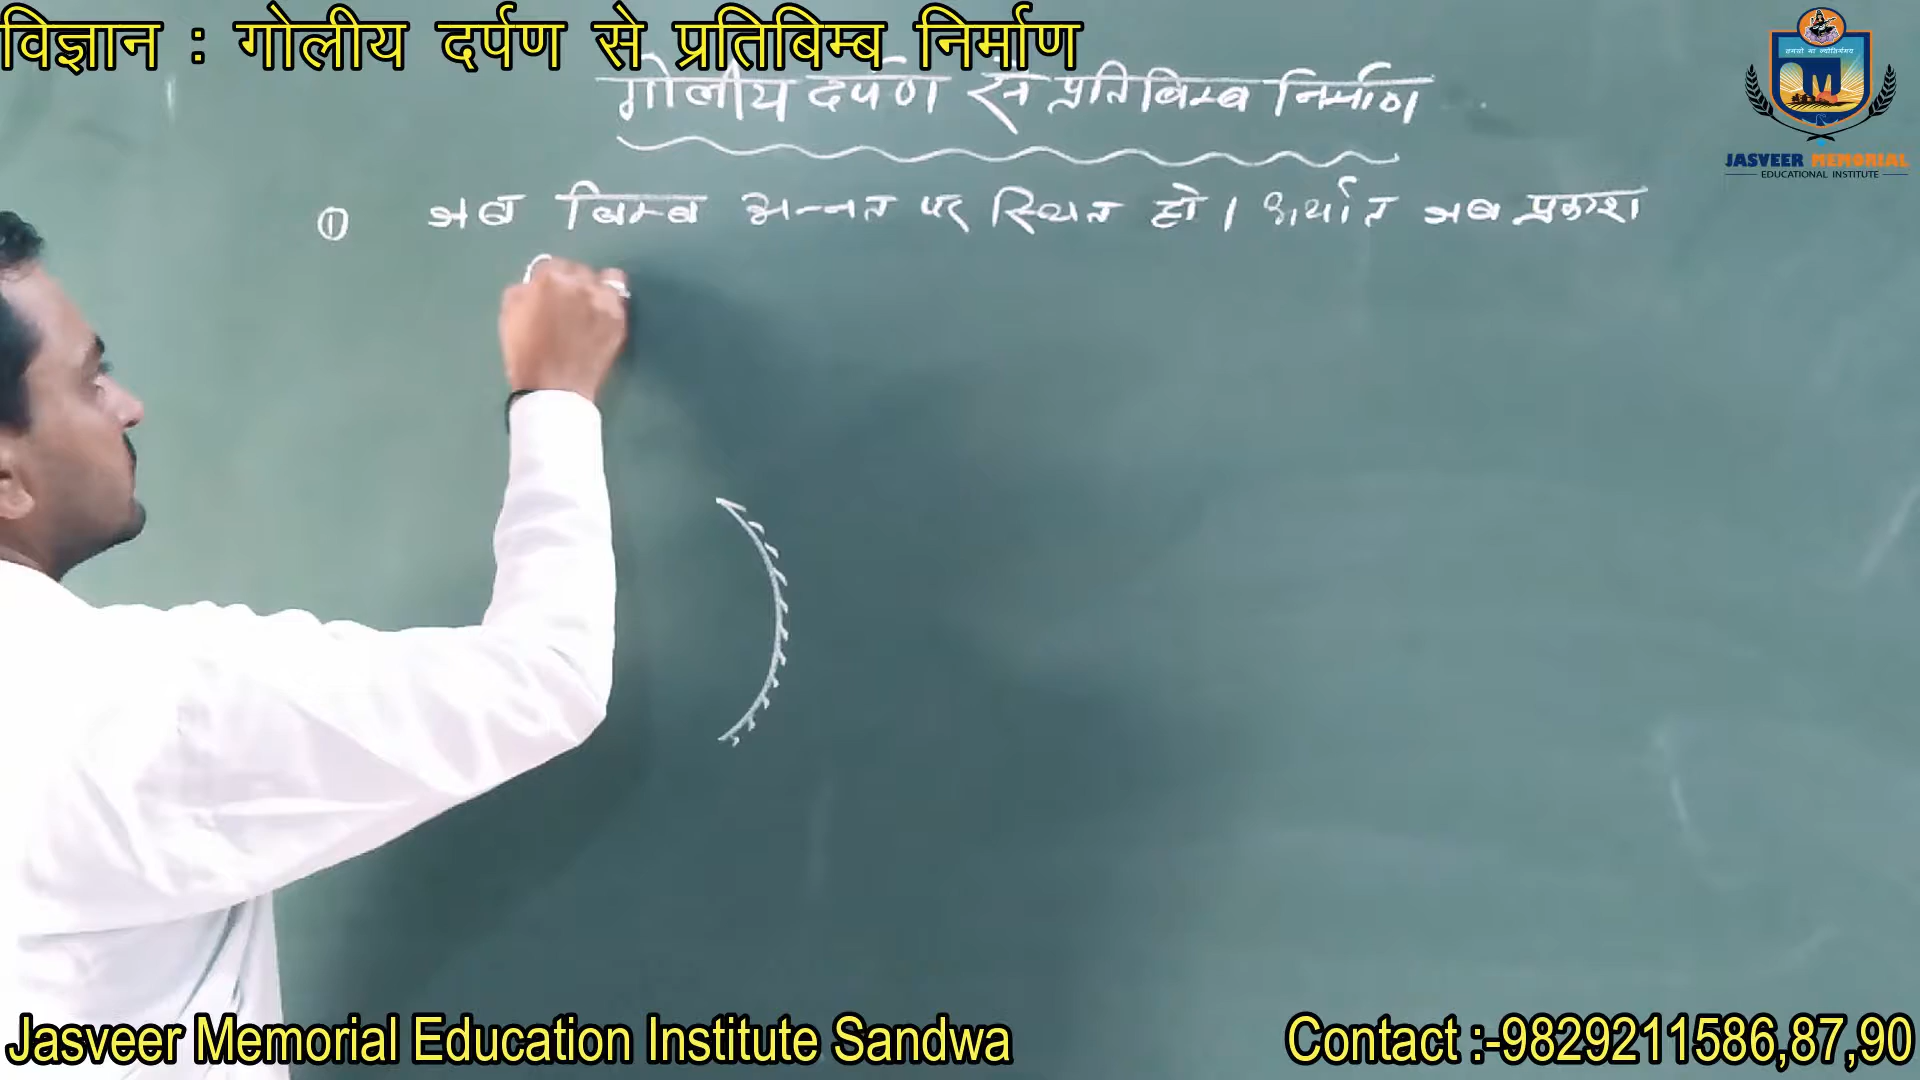 विज्ञान : गोलीय दर्पण से प्रतिबिम्ब निर्माण
गोलीय दर्पण से प्रतिबिम्ब निर्माण
① जब बिम्ब अनन्त पर स्थित हो । अर्थात जब प्रकाश
JASVEER MEMORIAL
EDUCATIONAL INSTITUTE
Jasveer Memorial Education Institute Sandwa
Contact :-9829211586,87,90